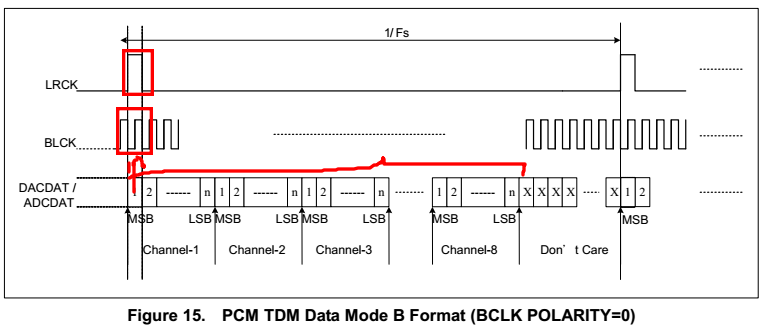 1/ Fs
LRCK
BLCK
DACDAT /
ADCDAT
2 ------ n 1 2 ------ n 1 2 ------ n 1 2 ------ n X X X X X 1 2
MSB LSB MSB LSB MSB LSB MSB LSB MSB
Channel-1 Channel-2 Channel-3 Channel-8 Don' t Care
Figure 15. PCM TDM Data Mode B Format (BCLK POLARITY=0)